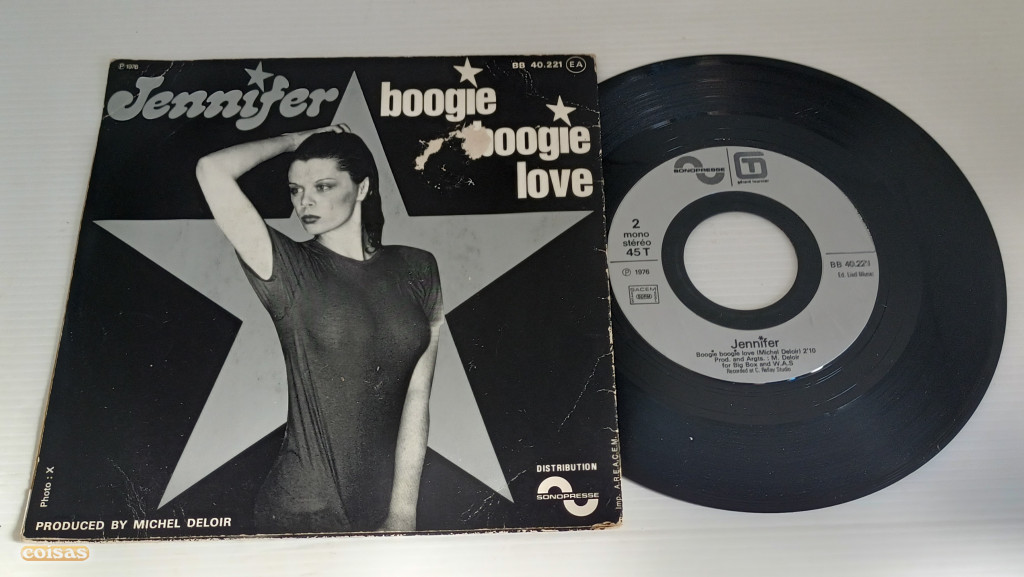 ℗ 1976
Jennifer
boogie
boogie
love
BB 40.221 EA
Photo : X
PRODUCED BY MICHEL DELOIR
DISTRIBUTION
SONOPRESSE
Imp. A.R.E.A.C.E.M.
SONOPRESSE
2
mono
stéréo
45 T
℗ 1976
SACEM
BB 40.221
Jennifer
Boogie boogie love (Michel Deloir) 2'10
Prod. and Argts. : M. Deloir
for Big Box and W.A.S
coisas